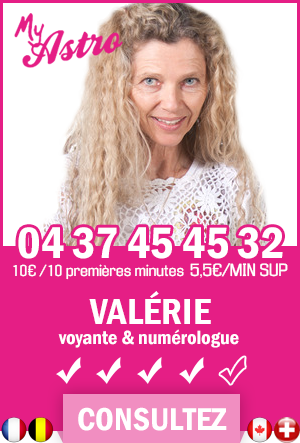 My
Astro
04 37 45 45 32
10€ /10 premières minutes 5,5€/MIN SUP
VALÉRIE
voyante & numérologue
CONSULTEZ